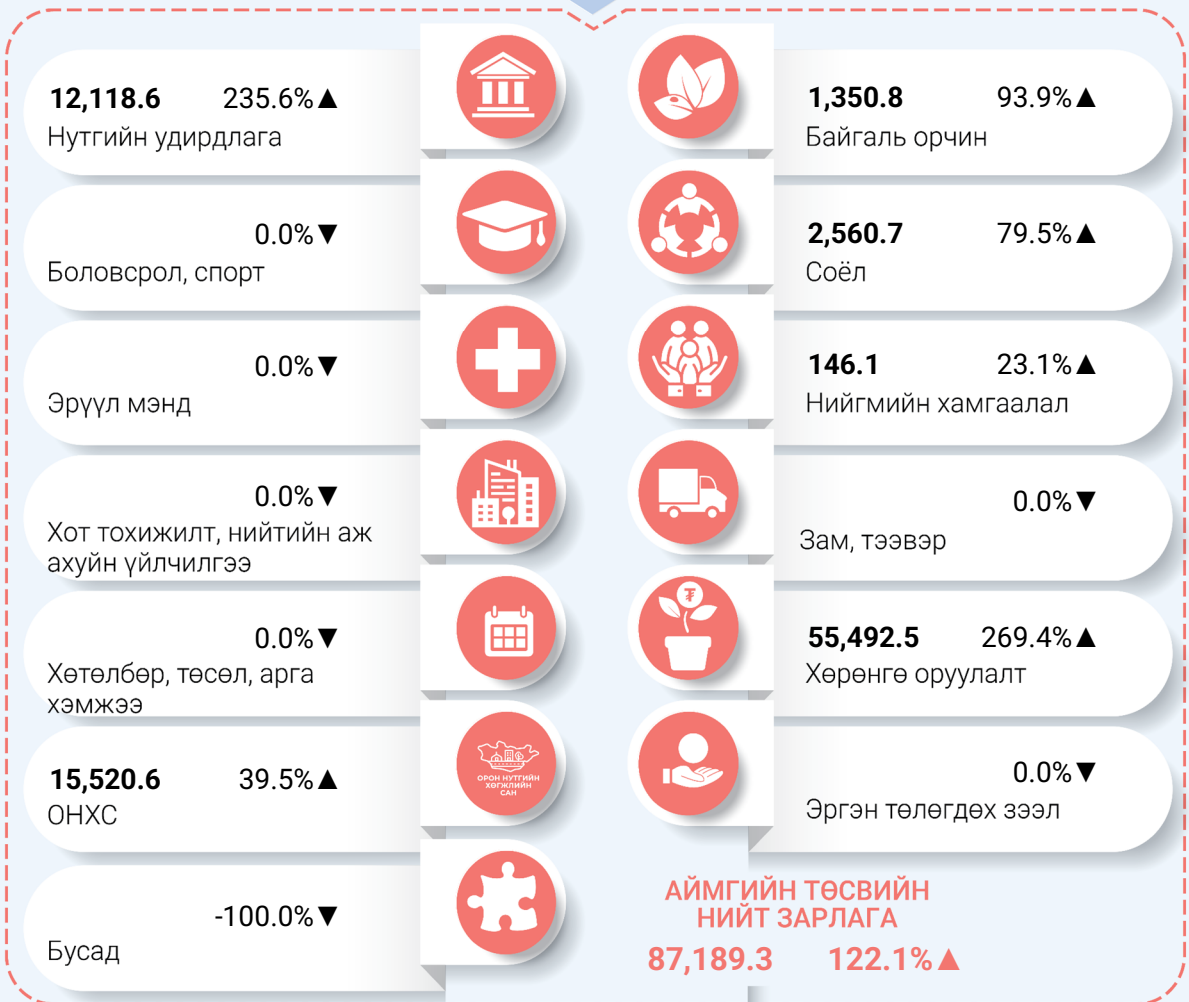 12,118.6 235.6%▲
Нутгийн удирдлага
0.0%▼
Боловсрол, спорт
0.0%▼
Эрүүл мэнд
0.0%▼
Хот тохижилт, нийтийн аж
ахуйн үйлчилгээ
0.0%▼
Хөтөлбөр, төсөл, арга
хэмжээ
15,520.6 39.5%▲
ОНХС
ОРОН НУТГИЙН
ХӨГЖЛИЙН
САН
-100.0%▼
Бусад
1,350.8 93.9%▲
Байгаль орчин
2,560.7 79.5%▲
Соёл
146.1 23.1%▲
Нийгмийн хамгаалал
0.0%▼
Зам, тээвэр
₮
55,492.5 269.4%▲
Хөрөнгө оруулалт
0.0%▼
Эргэн төлөгдөх зээл
АЙМГИЙН ТӨСВИЙН
НИЙТ ЗАРЛАГА
87,189.3 122.1%▲